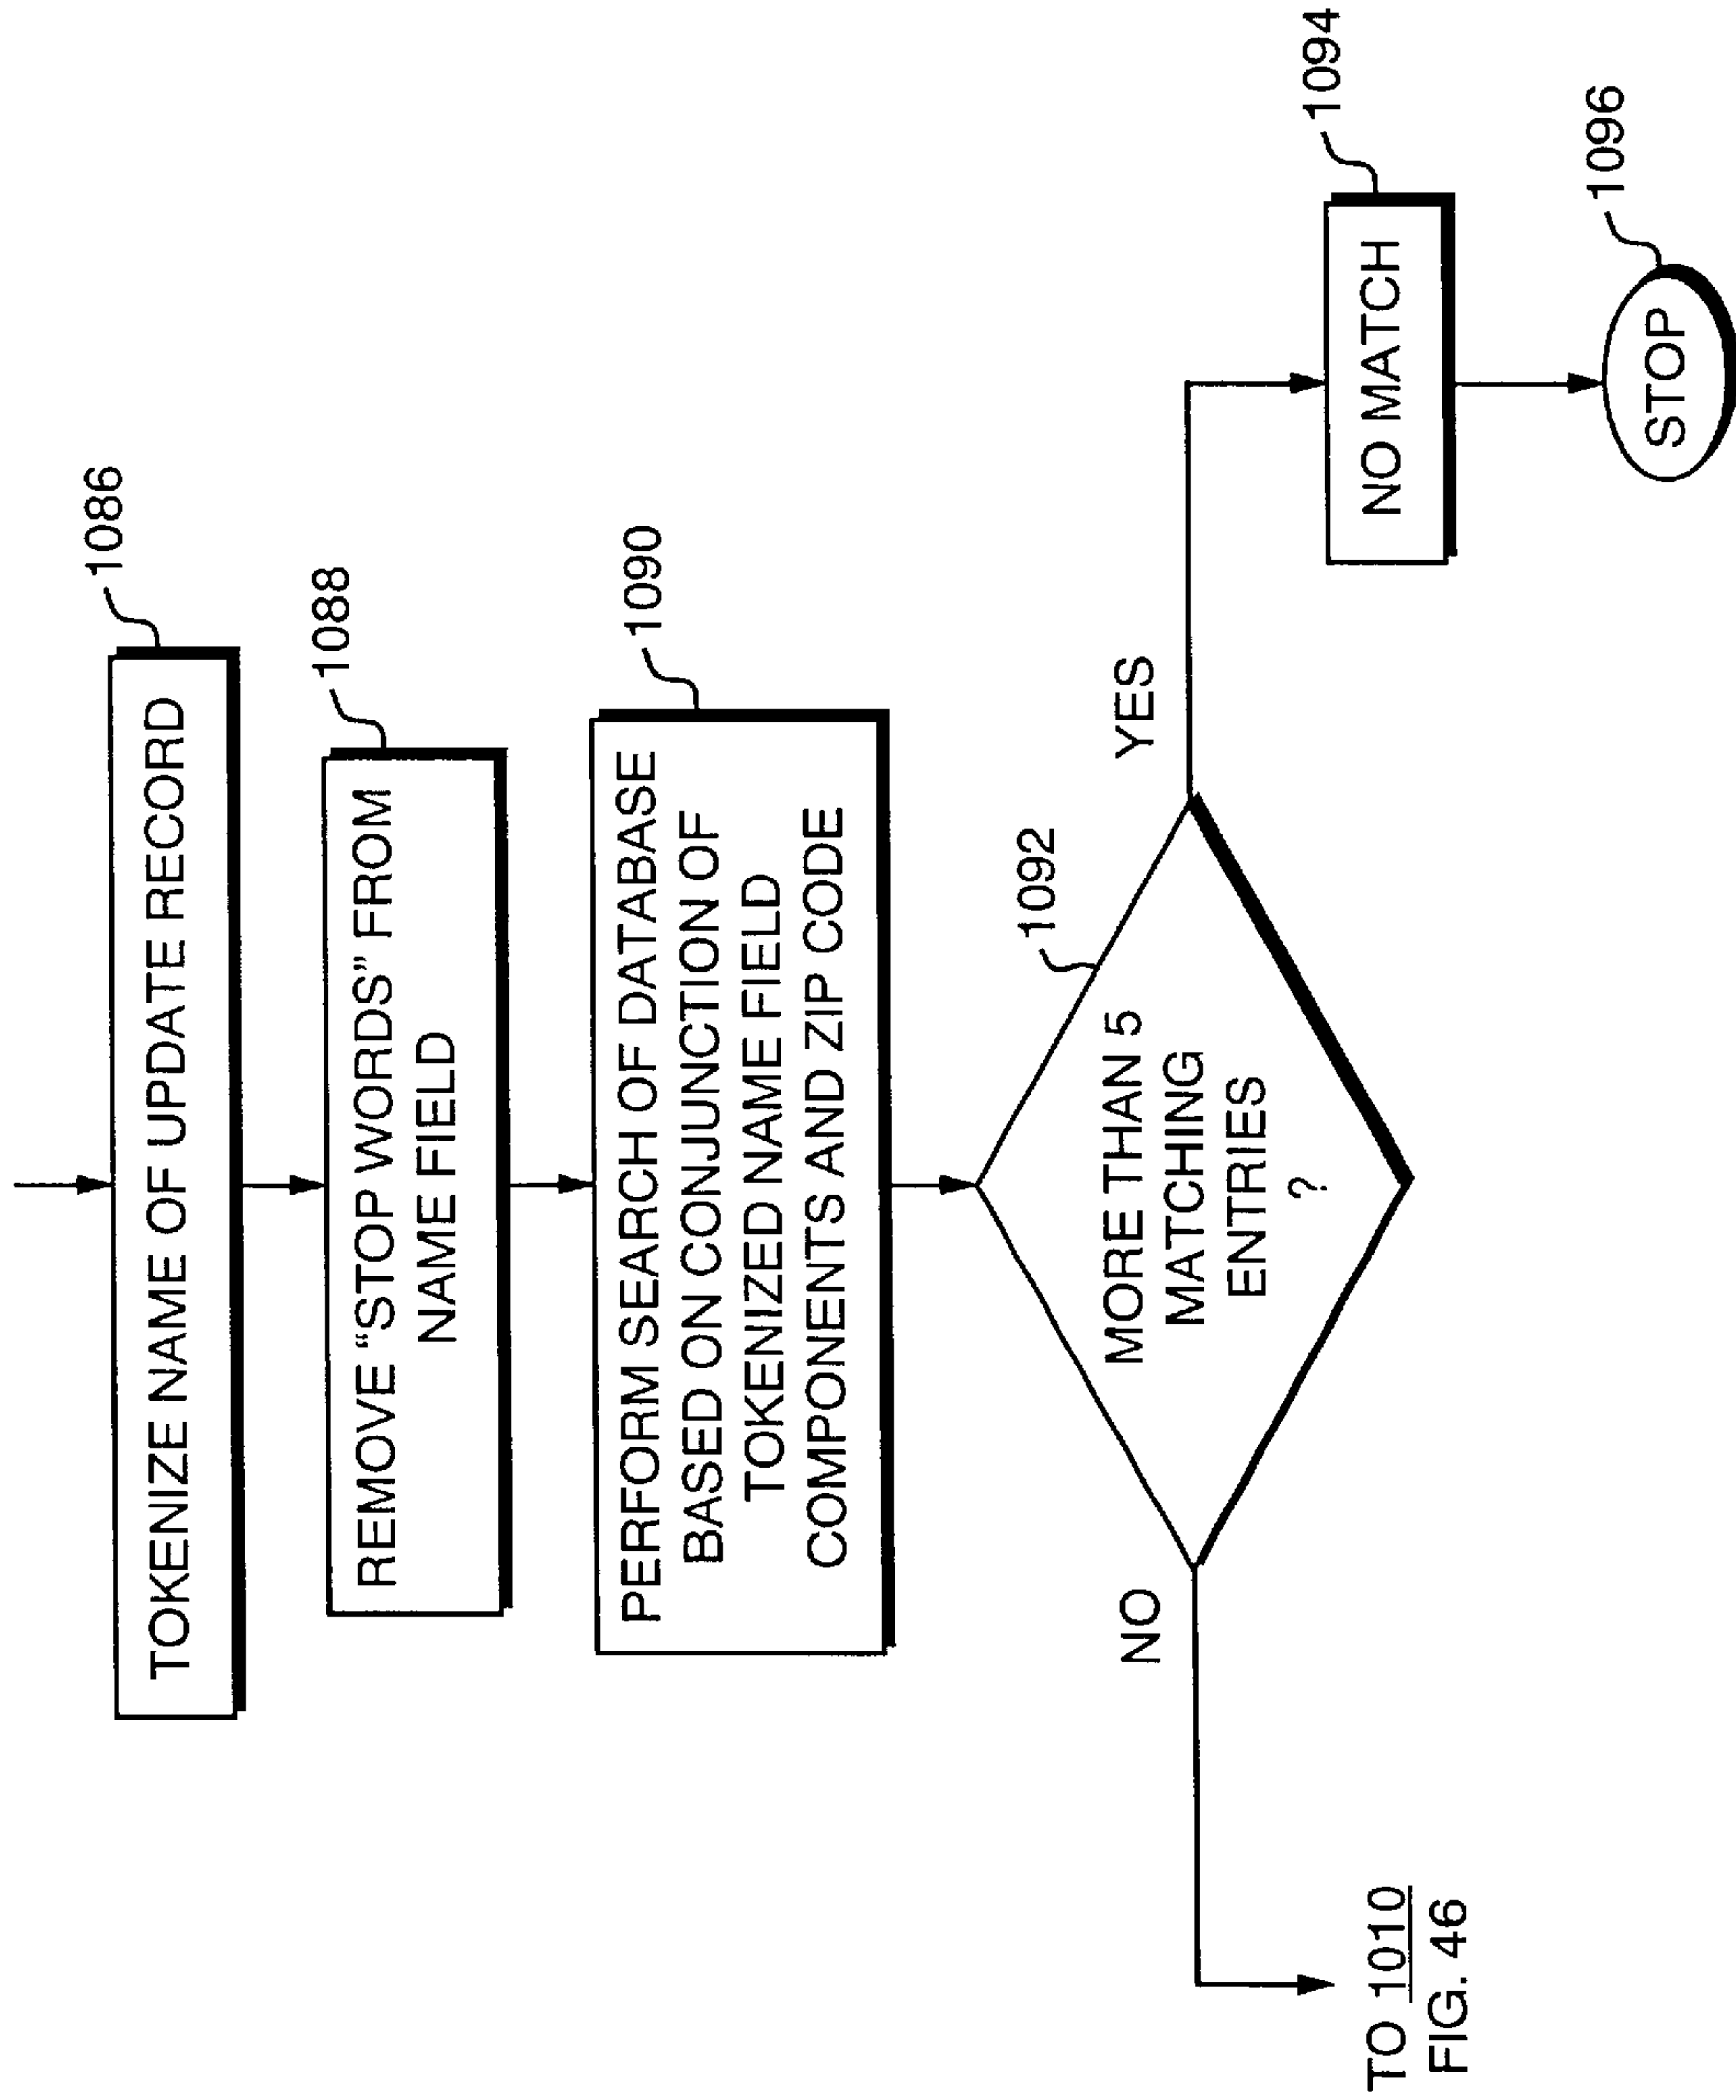 1086
TOKENIZE NAME OF UPDATE RECORD
1088
REMOVE “STOP WORDS” FROM
NAME FIELD
1090
PERFORM SEARCH OF DATABASE
BASED ON CONJUNCTION OF
TOKENIZED NAME FIELD
COMPONENTS AND ZIP CODE
1092
MORE THAN 5
MATCHING
ENTRIES
?
NO
YES
TO 1010
FIG. 46
1094
NO MATCH
1096
STOP